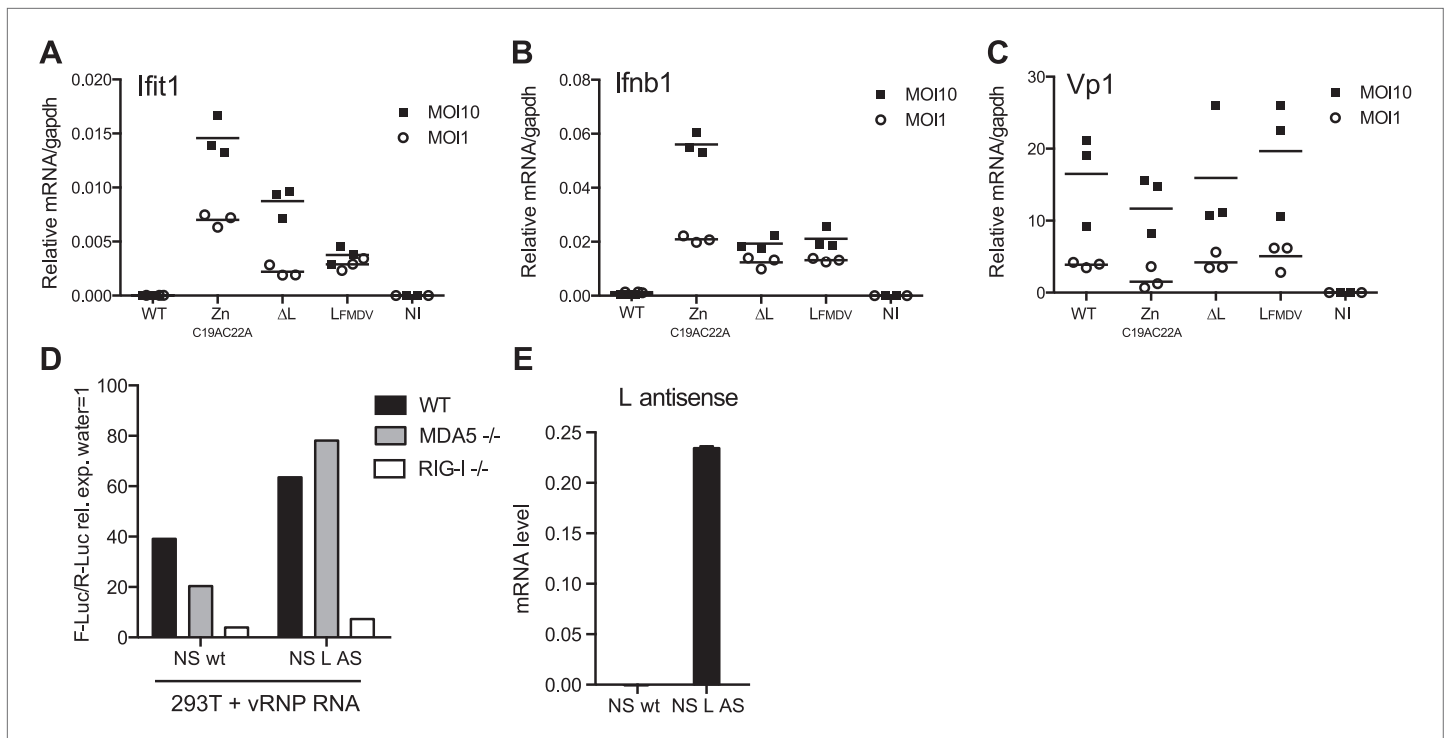 A
Ifit1
Relative mRNA/gapdh
0.020
0.015
0.010
0.005
0.000
MOI10
MOI1
WT Zn ΔL LFMDV NI
C19AC22A
B
Ifnb1
Relative mRNA/gapdh
0.08
0.06
0.04
0.02
0.00
MOI10
MOI1
WT Zn ΔL LFMDV NI
C19AC22A
C
Vp1
Relative mRNA/gapdh
30
20
10
0
MOI10
MOI1
WT Zn ΔL LFMDV NI
C19AC22A
D
F-Luc/R-Luc rel. exp. water=1
100
80
60
40
20
0
WT
MDA5 -/-
RIG-I -/-
NS wt NS L AS
293T + vRNP RNA
E
L antisense
mRNA level
0.25
0.20
0.15
0.10
0.05
0.00
NS wt NS L AS